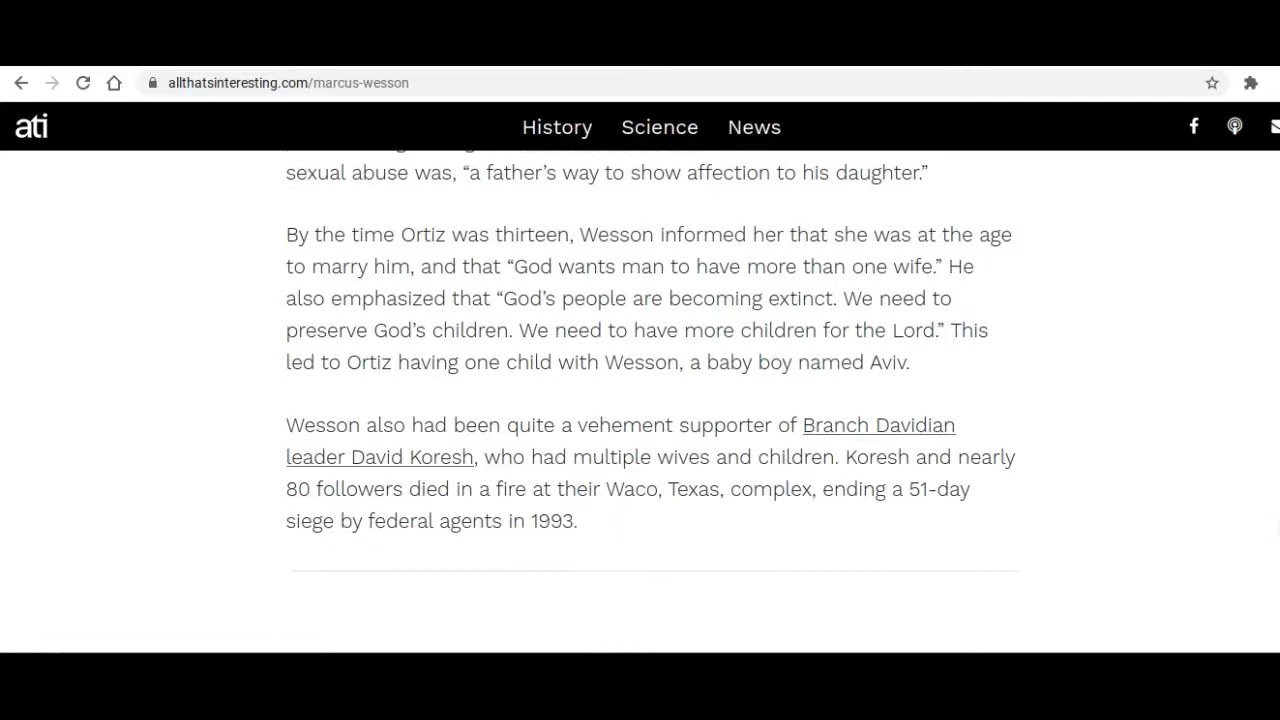 allthatsinteresting.com/marcus-wesson
ati
History Science News
sexual abuse was, “a father’s way to show affection to his daughter.”
By the time Ortiz was thirteen, Wesson informed her that she was at the age
to marry him, and that “God wants man to have more than one wife.” He
also emphasized that “God’s people are becoming extinct. We need to
preserve God’s children. We need to have more children for the Lord.” This
led to Ortiz having one child with Wesson, a baby boy named Aviv.
Wesson also had been quite a vehement supporter of Branch Davidian
leader David Koresh, who had multiple wives and children. Koresh and nearly
80 followers died in a fire at their Waco, Texas, complex, ending a 51-day
siege by federal agents in 1993.